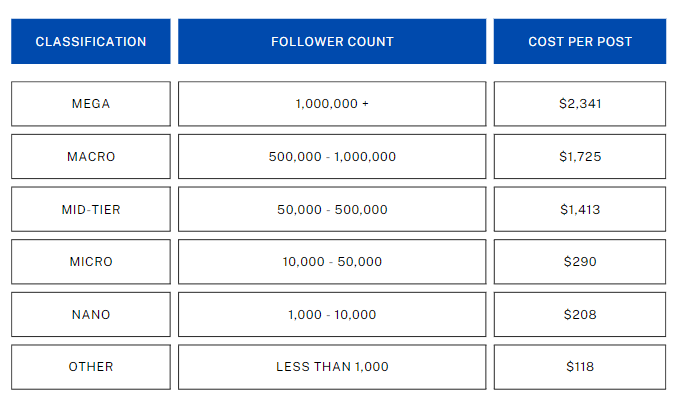 CLASSIFICATION FOLLOWER COUNT COST PER POST
MEGA 1,000,000 + $2,341
MACRO 500,000 - 1,000,000 $1,725
MID-TIER 50,000 - 500,000 $1,413
MICRO 10,000 - 50,000 $290
NANO 1,000 - 10,000 $208
OTHER LESS THAN 1,000 $118